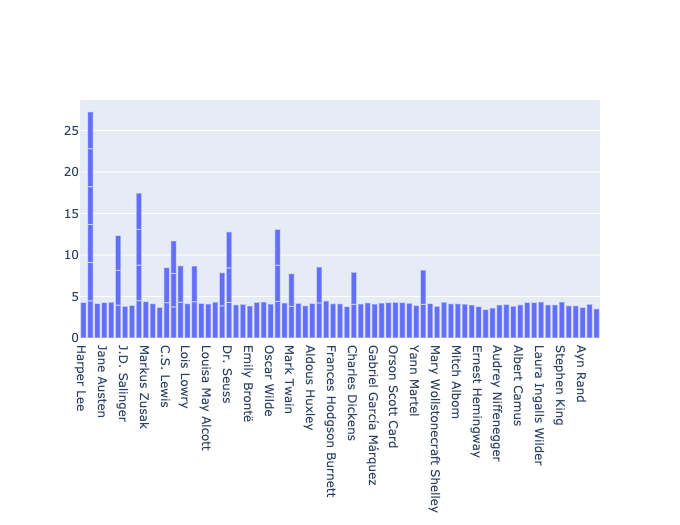 25
20
15
10
5
0
Harper Lee
Jane Austen
J.D. Salinger
Markus Zusak
C.S. Lewis
Lois Lowry
Louisa May Alcott
Dr. Seuss
Emily Brontë
Oscar Wilde
Mark Twain
Aldous Huxley
Frances Hodgson Burnett
Charles Dickens
Gabriel García Márquez
Orson Scott Card
Yann Martel
Mary Wollstonecraft Shelley
Mitch Albom
Ernest Hemingway
Audrey Niffenegger
Albert Camus
Laura Ingalls Wilder
Stephen King
Ayn Rand